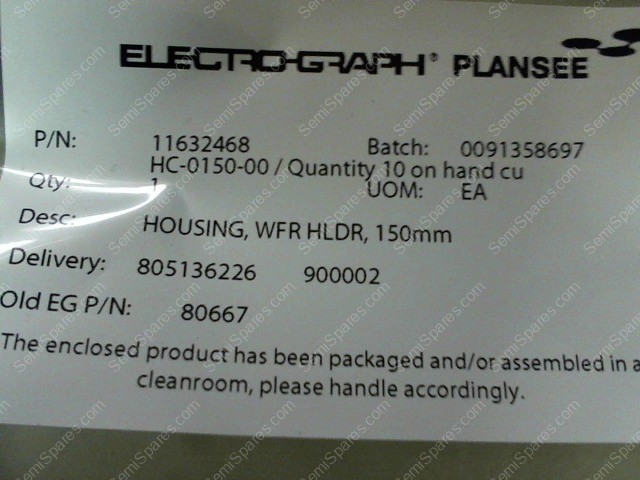 ELECTRO-GRAPH® PLANSEE
P/N: 11632468 Batch: 0091358697
HC-0150-00 / Quantity 10 on hand cu
Qty: 1 UOM: EA
Desc: HOUSING, WFR HLDR, 150mm
Delivery: 805136226 900002
Old EG P/N: 80667
The enclosed product has been packaged and/or assembled in a
cleanroom, please handle accordingly.
SemiSpares.com